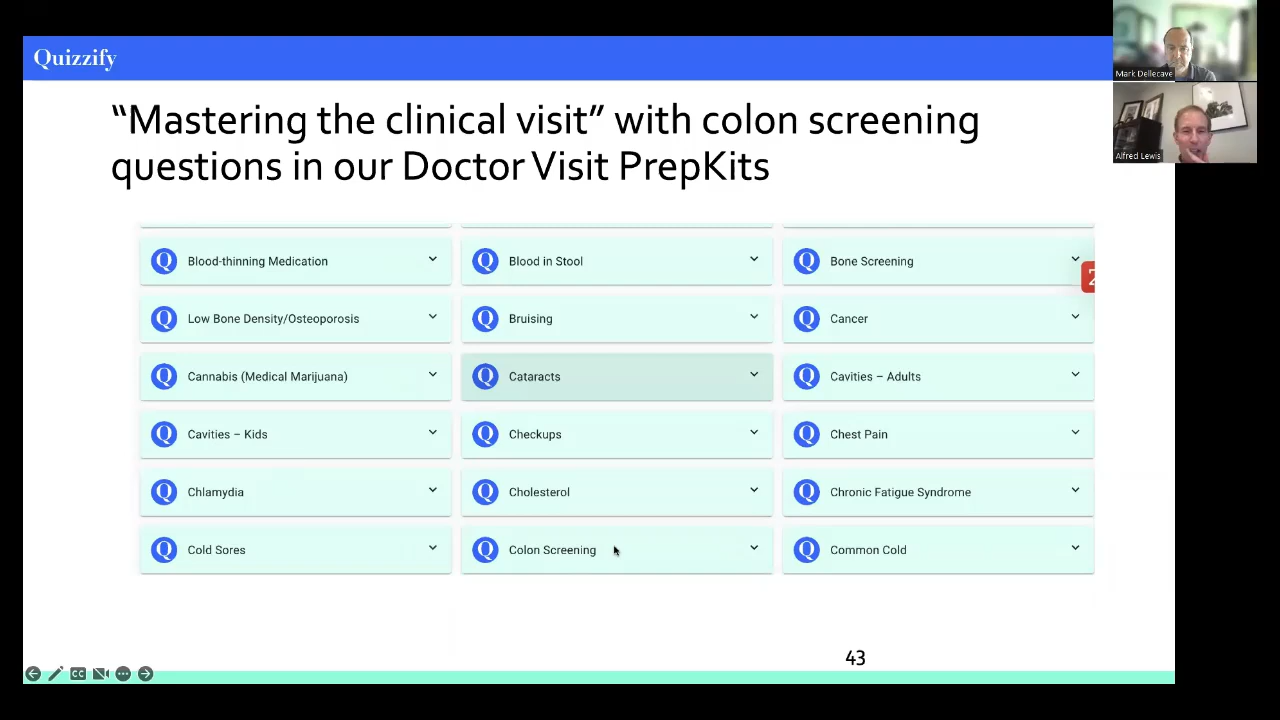 Quizzify
“Mastering the clinical visit” with colon screening
questions in our Doctor Visit PrepKits
Mark Dellecave
Alfred Lewis
Q Blood-thinning Medication
Q Blood in Stool
Q Bone Screening
2
Q Low Bone Density/Osteoporosis
Q Bruising
Q Cancer
Q Cannabis (Medical Marijuana)
Q Cataracts
Q Cavities – Adults
Q Cavities – Kids
Q Checkups
Q Chest Pain
Q Chlamydia
Q Cholesterol
Q Chronic Fatigue Syndrome
Q Cold Sores
Q Colon Screening
Q Common Cold
43
CC